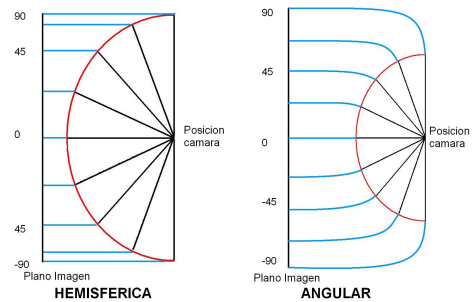 90
45
0
45
-90
Posicion
camara
Plano Imagen
HEMISFERICA
90
45
0
-45
-90
Posicion
camara
Plano Imagen
ANGULAR